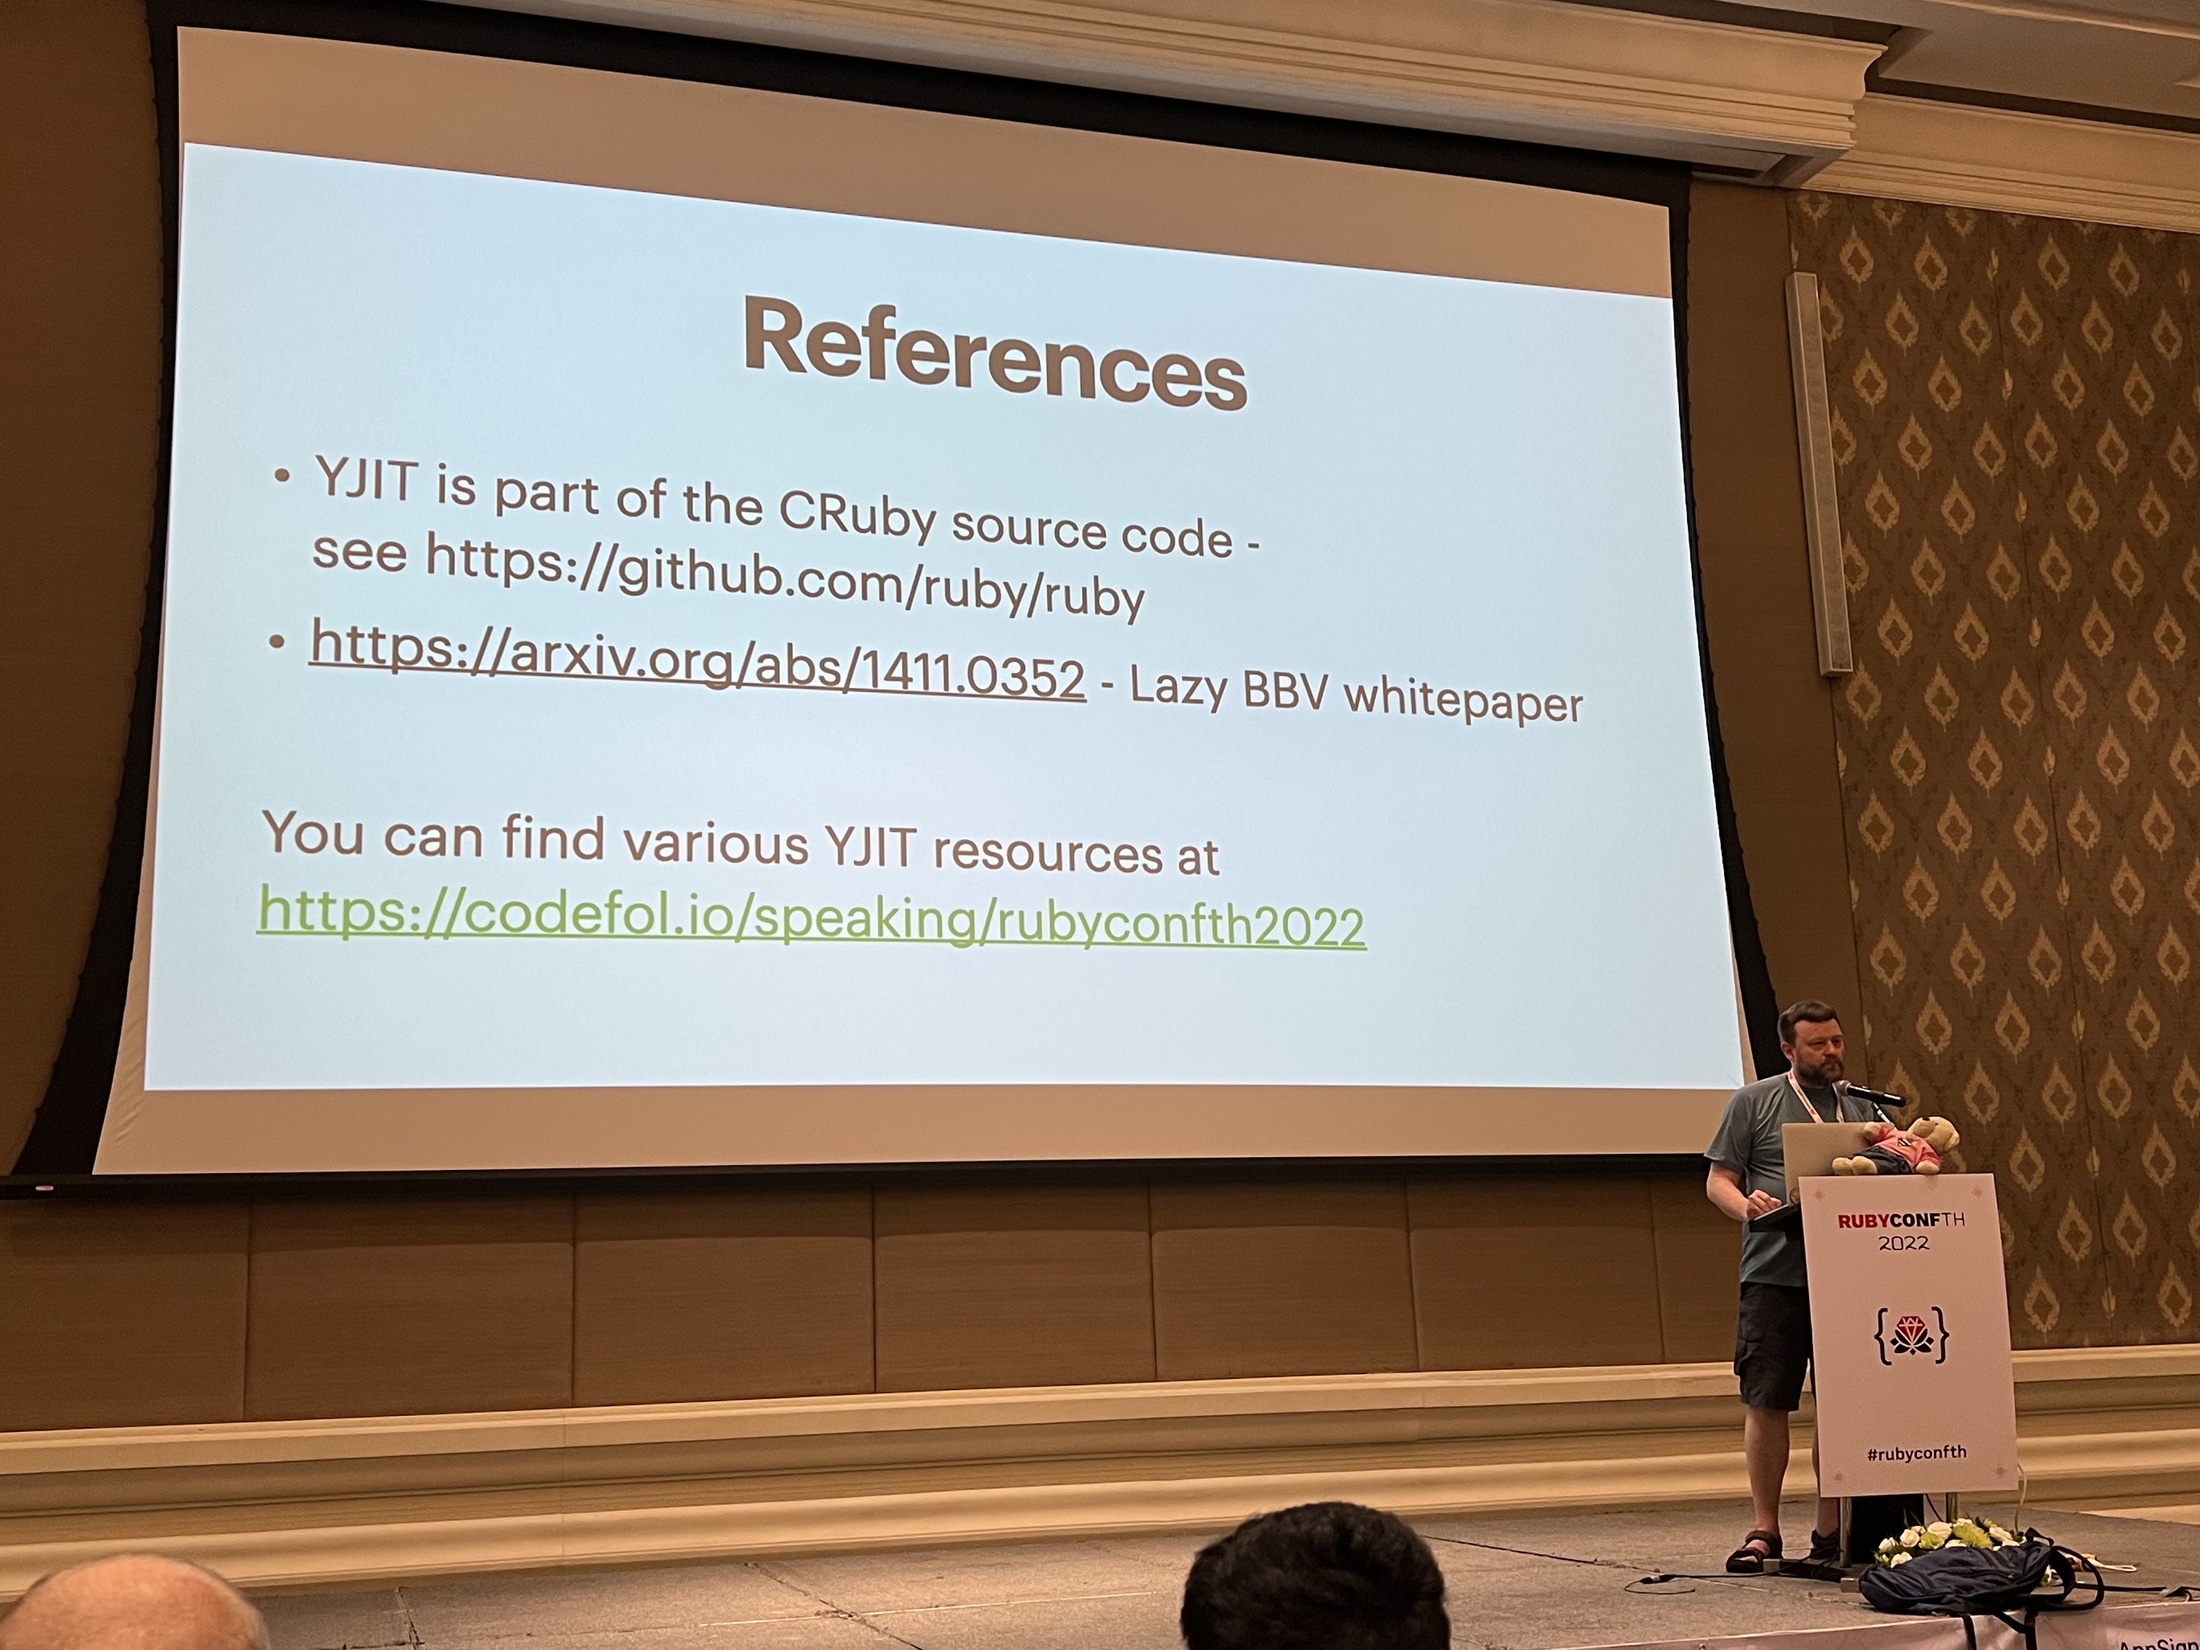 References
• YJIT is part of the CRuby source code -
see https://github.com/ruby/ruby
• https://arxiv.org/abs/1411.0352 - Lazy BBV whitepaper
You can find various YJIT resources at
https://codefol.io/speaking/rubyconfth2022
RUBYCONFTH
2022
{ }
#rubyconfth